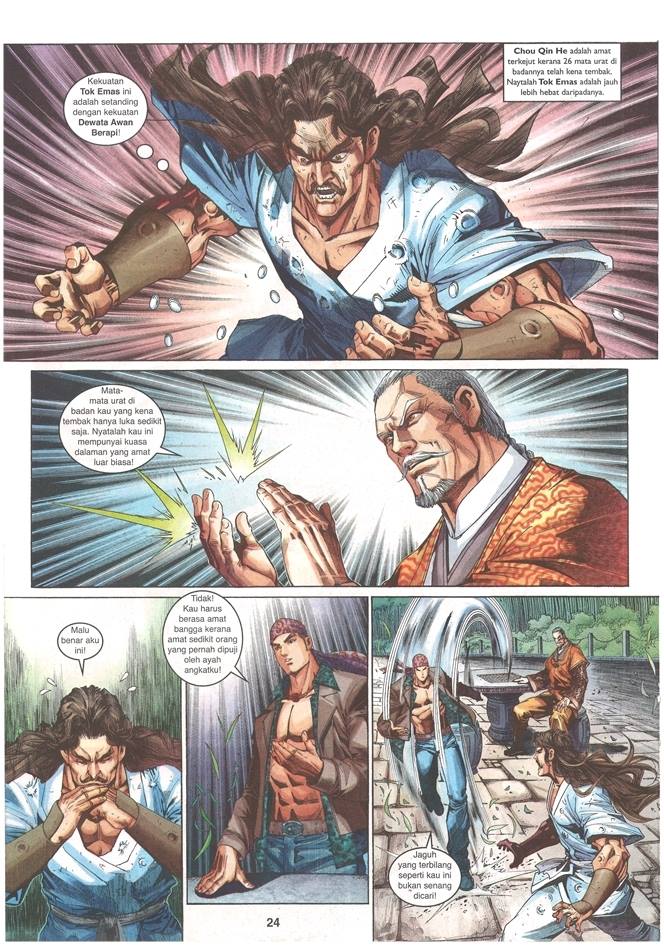 Kekuatan
Tok Emas ini
adalah setanding
dengan kekuatan
Dewata Awan
Berapi!
Chou Qin He adalah amat
terkejut kerana 26 mata urat di
badannya telah kena tembak,
Naytalah Tok Emas adalah jauh
lebih hebat daripadanya.
Mata-
mata urat di
badan kau yang kena
tembak hanya luka sedikit
saja. Nyatalah kau ini
mempunyai kuasa
dalaman yang amat
luar biasa!
Malu
benar aku
ini!
Tidak!
Kau harus
berasa amat
bangga kerana
amat sedikit orang
yang pernah dipuji
oleh ayah
angkatku!
Jaguh
yang terbilang
seperti kau ini
bukan senang
dicari!
24